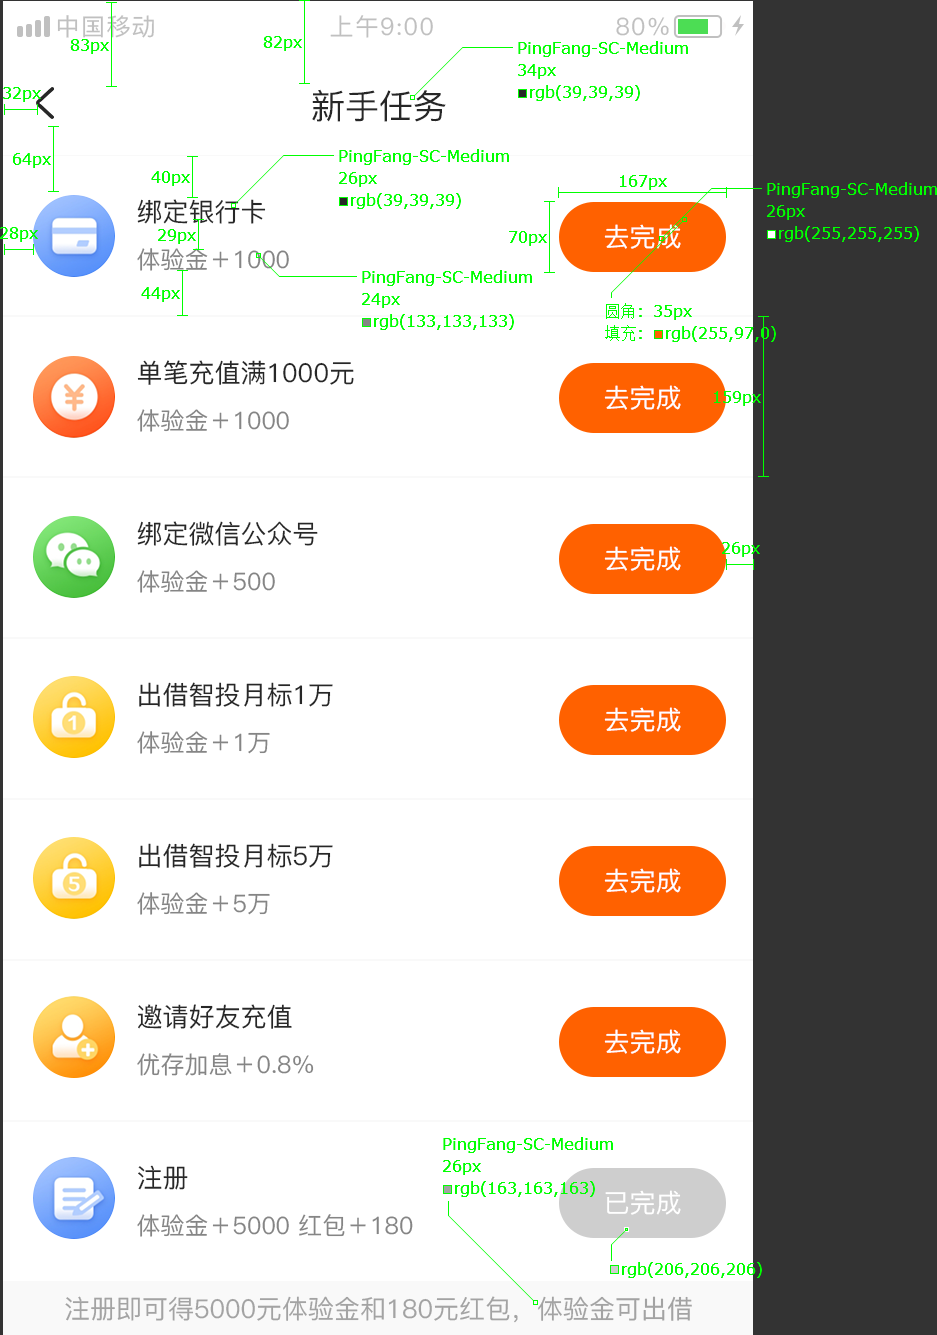 中国移动
上午9:00
80%
83px
82px
PingFang-SC-Medium
34px
rgb(39,39,39)
32px
新手任务
64px
40px
PingFang-SC-Medium
26px
rgb(39,39,39)
167px
PingFang-SC-Medium
26px
rgb(255,255,255)
绑定银行卡
28px
29px
体验金+1000
70px
去完成
44px
PingFang-SC-Medium
24px
rgb(133,133,133)
圆角：35px
填充：rgb(255,97,0)
¥
单笔充值满1000元
体验金+1000
去完成
159px
绑定微信公众号
体验金+500
去完成
26px
1
出借智投月标1万
体验金+1万
去完成
5
出借智投月标5万
体验金+5万
去完成
邀请好友充值
优存加息+0.8%
去完成
PingFang-SC-Medium
26px
rgb(163,163,163)
注册
体验金+5000 红包+180
已完成
rgb(206,206,206)
注册即可得5000元体验金和180元红包，体验金可出借